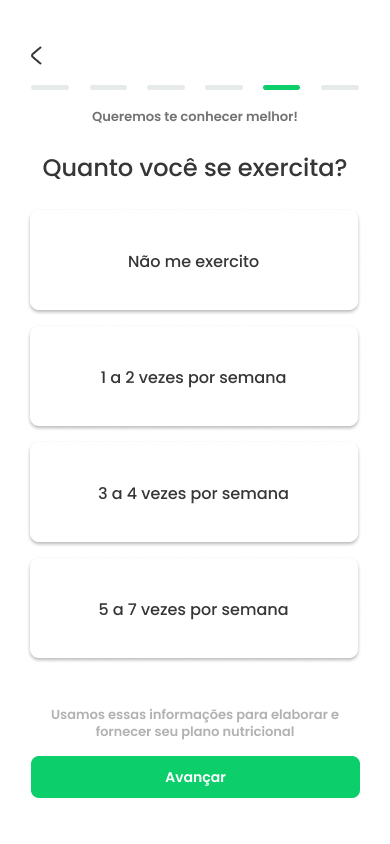 Queremos te conhecer melhor!
Quanto você se exercita?
Não me exercito
1 a 2 vezes por semana
3 a 4 vezes por semana
5 a 7 vezes por semana
Usamos essas informações para elaborar e
fornecer seu plano nutricional
Avançar